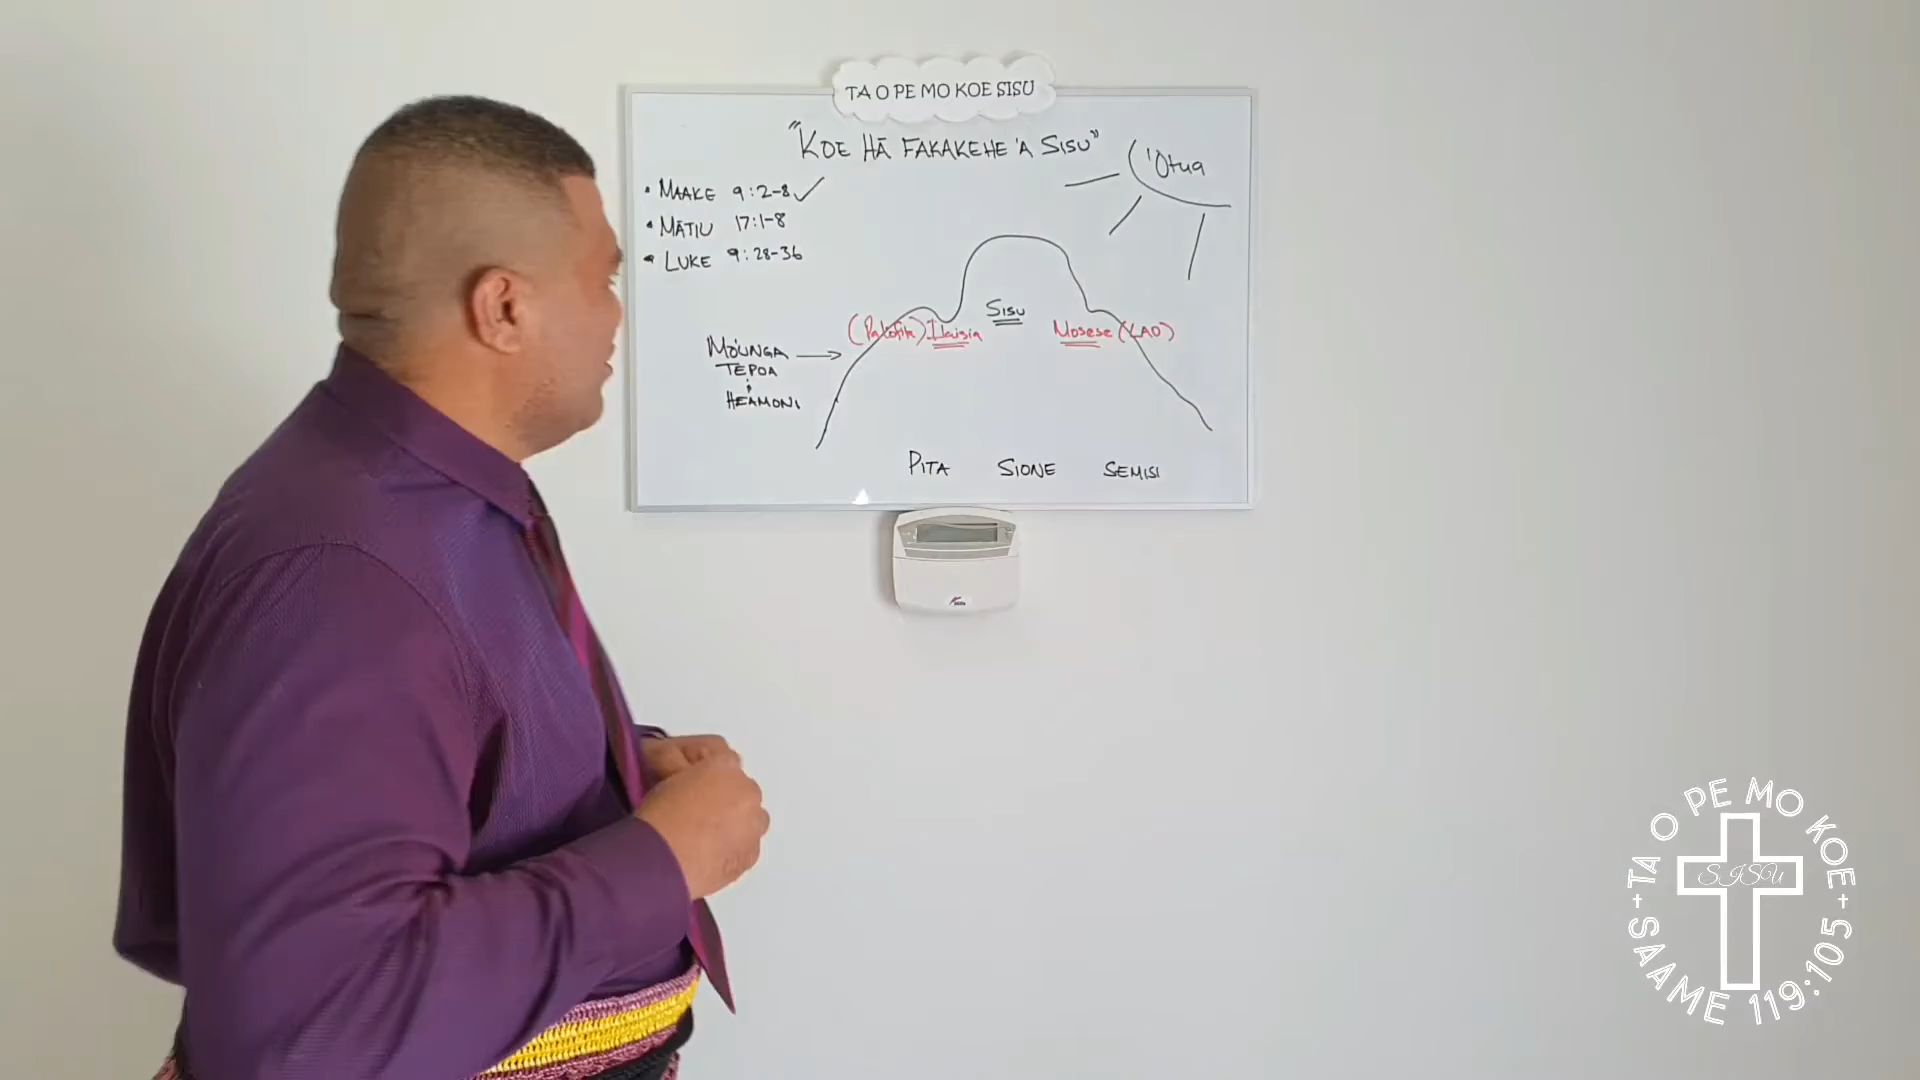 TA O PE MO KOE SISU
"KOE HĀ FAKAKEHE 'A SISU"
'Otua
• MAAKE 9:2-8 ✓
• MĀTIU 17:1-8
• LUKE 9:28-36
SISU
(Palofita) Ilaisia
Mosese (LAO)
MO'UNGA
TEPOA
&
HEAMONI
PITA SIONE SEMISI
TA O PE MO KOE
SISU
SAAME 119:105